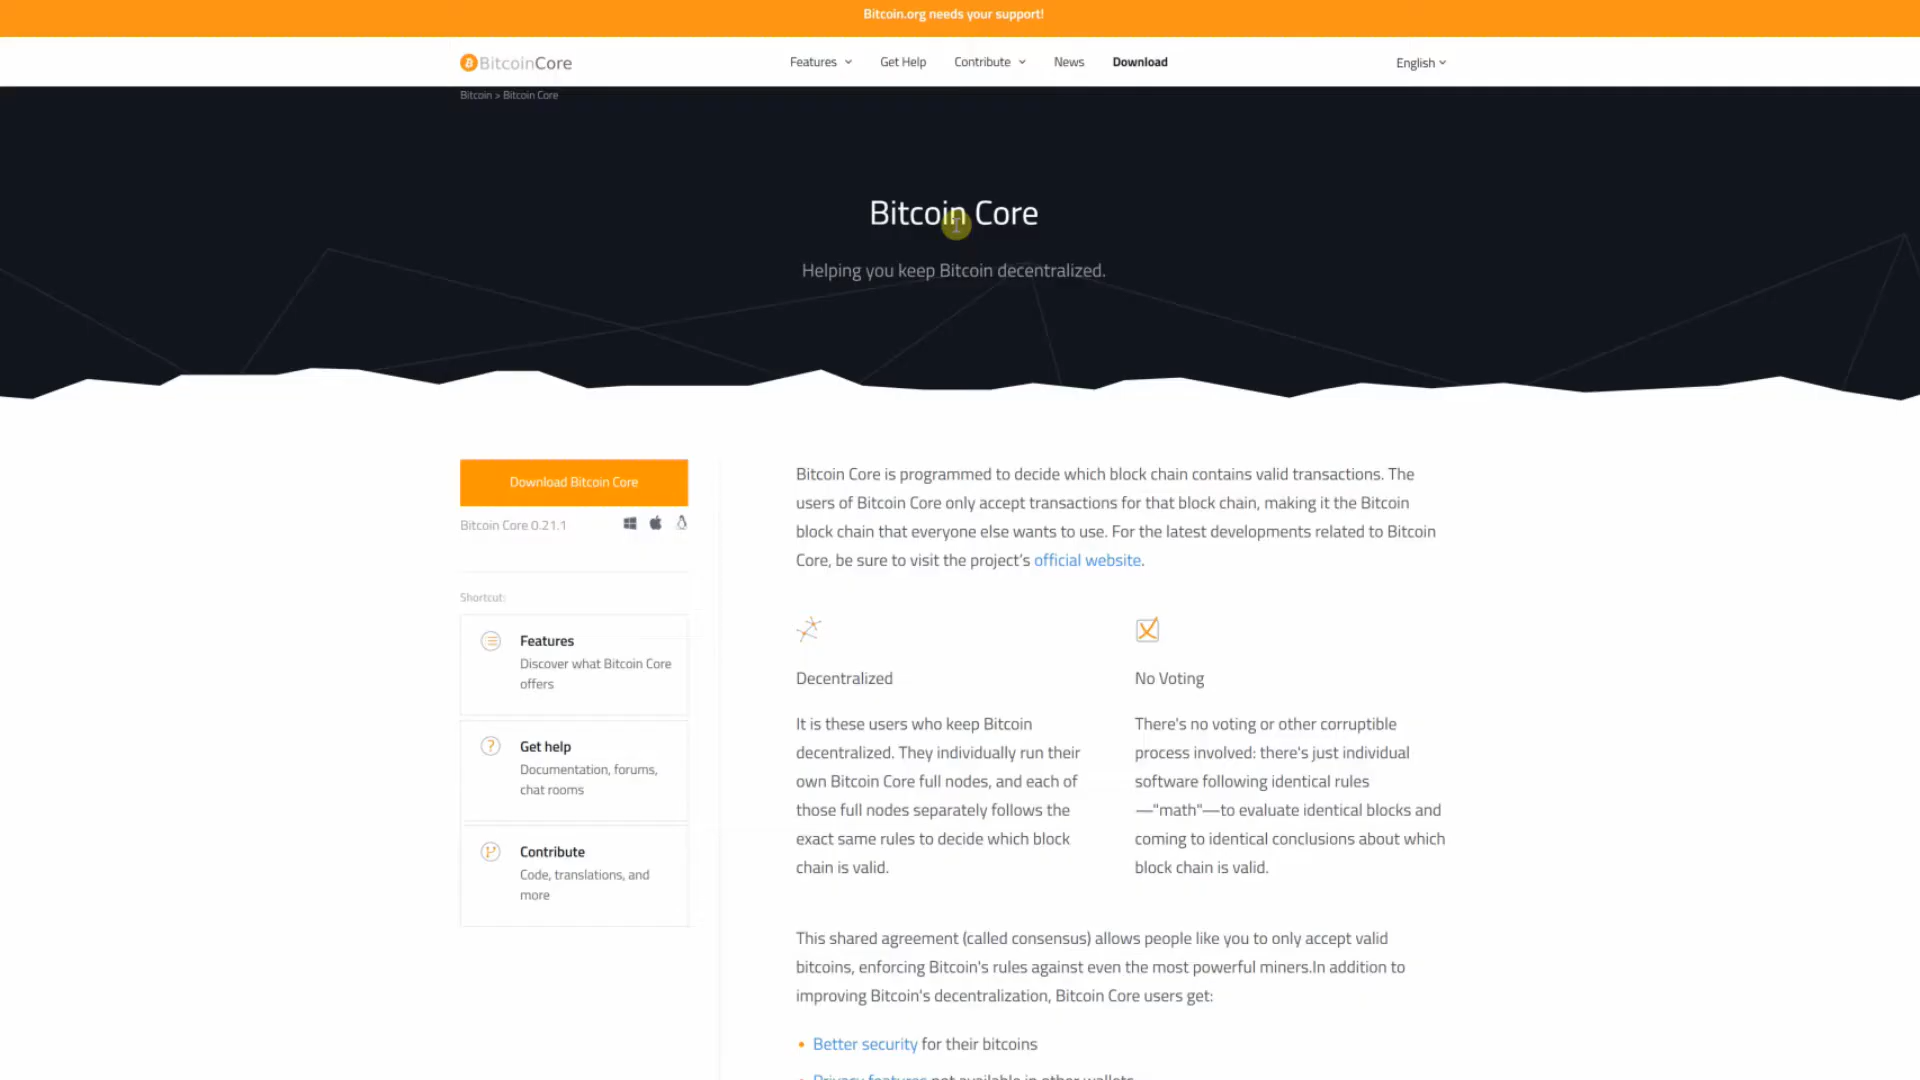 Bitcoin.org needs your support!
BitcoinCore
Features
Get Help
Contribute
News
Download
English
Bitcoin > Bitcoin Core
Bitcoin Core
Helping you keep Bitcoin decentralized.
Download Bitcoin Core
Bitcoin Core 0.21.1
Shortcut:
Features
Discover what Bitcoin Core
offers
Get help
Documentation, forums,
chat rooms
Contribute
Code, translations, and
more
Bitcoin Core is programmed to decide which block chain contains valid transactions. The
users of Bitcoin Core only accept transactions for that block chain, making it the Bitcoin
block chain that everyone else wants to use. For the latest developments related to Bitcoin
Core, be sure to visit the project's official website.
Decentralized
It is these users who keep Bitcoin
decentralized. They individually run their
own Bitcoin Core full nodes, and each of
those full nodes separately follows the
exact same rules to decide which block
chain is valid.
No Voting
There's no voting or other corruptible
process involved: there's just individual
software following identical rules
—"math"—to evaluate identical blocks and
coming to identical conclusions about which
block chain is valid.
This shared agreement (called consensus) allows people like you to only accept valid
bitcoins, enforcing Bitcoin's rules against even the most powerful miners.In addition to
improving Bitcoin's decentralization, Bitcoin Core users get:
• Better security for their bitcoins
• Privacy features not available in other wallets